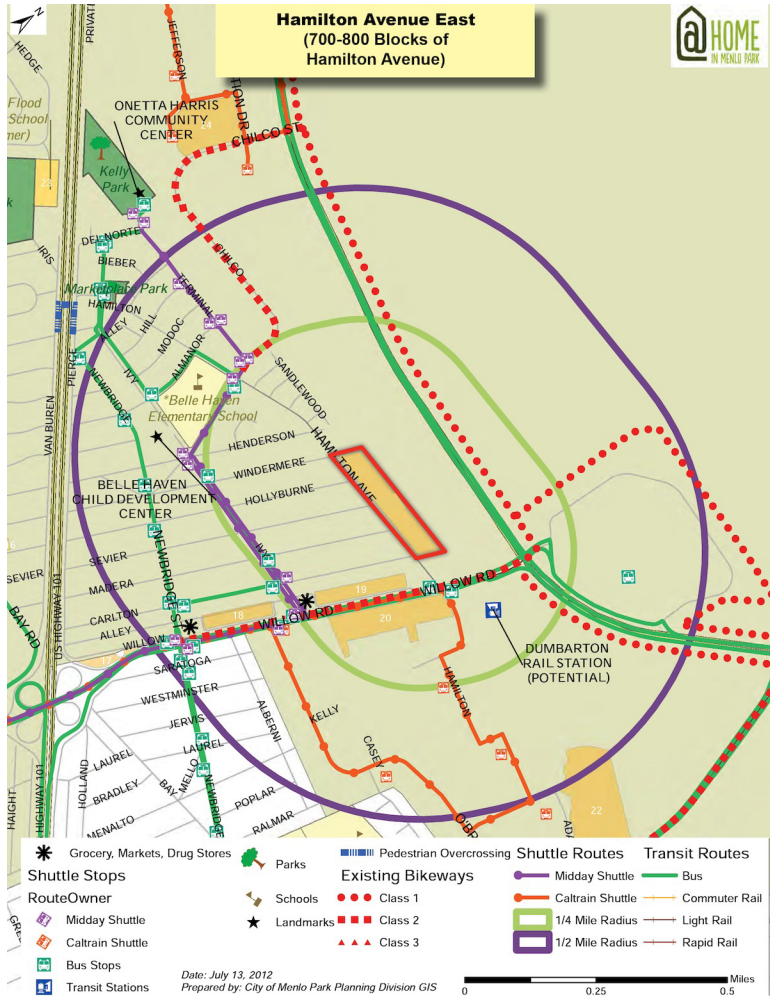 Hamilton Avenue East
(700-800 Blocks of
Hamilton Avenue)
@HOME
IN MENLO PARK
N
HEDGE
PRIVATE
JEFFERSON
CHILCO ST
24
ONETTA HARRIS
COMMUNITY
CENTER
Kelly
Park
Flood
School
23
DEL NORTE
BIEBER
IRIS
Marketplace Park
HAMILTON
ALLEY
HILL
MODOC
ALMANOR
TERMINAL
CHILCO
IVY
PIERCE
NEWBRIDGE
VAN BUREN
SANDLEWOOD
*Belle Haven
Elementary School
HENDERSON
WINDERMERE
HOLLYBURNE
HAMILTON AVE
BELLE HAVEN
CHILD DEVELOPMENT
CENTER
IVY
SEVIER
SEVIER
MADERA
CARLTON
ALLEY
WILLOW
NEWBRIDGE ST
US HIGHWAY 101
BAY RD
16
17
18
19
20
WILLOW RD
WILLOW RD
DUMBARTON
RAIL STATION
(POTENTIAL)
SARATOGA
WESTMINSTER
JERVIS
LAUREL
LAUREL
BRADLEY
BAY
MELLO
NEWBRIDGE
MENALTO
HOLLAND
HAIGHT
HIGHWAY 101
POPLAR
RALMAR
ALBERNI
KELLY
CASEY
HAMILTON
O'BR
22
Grocery, Markets, Drug Stores
Shuttle Stops
RouteOwner
Midday Shuttle
Caltrain Shuttle
Bus Stops
Transit Stations
Parks
Schools
Landmarks
Pedestrian Overcrossing
Existing Bikeways
Class 1
Class 2
Class 3
Shuttle Routes
Midday Shuttle
Caltrain Shuttle
1/4 Mile Radius
1/2 Mile Radius
Transit Routes
Bus
Commuter Rail
Light Rail
Rapid Rail
Date: July 13, 2012
Prepared by: City of Menlo Park Planning Division GIS
Miles
0
0.25
0.5